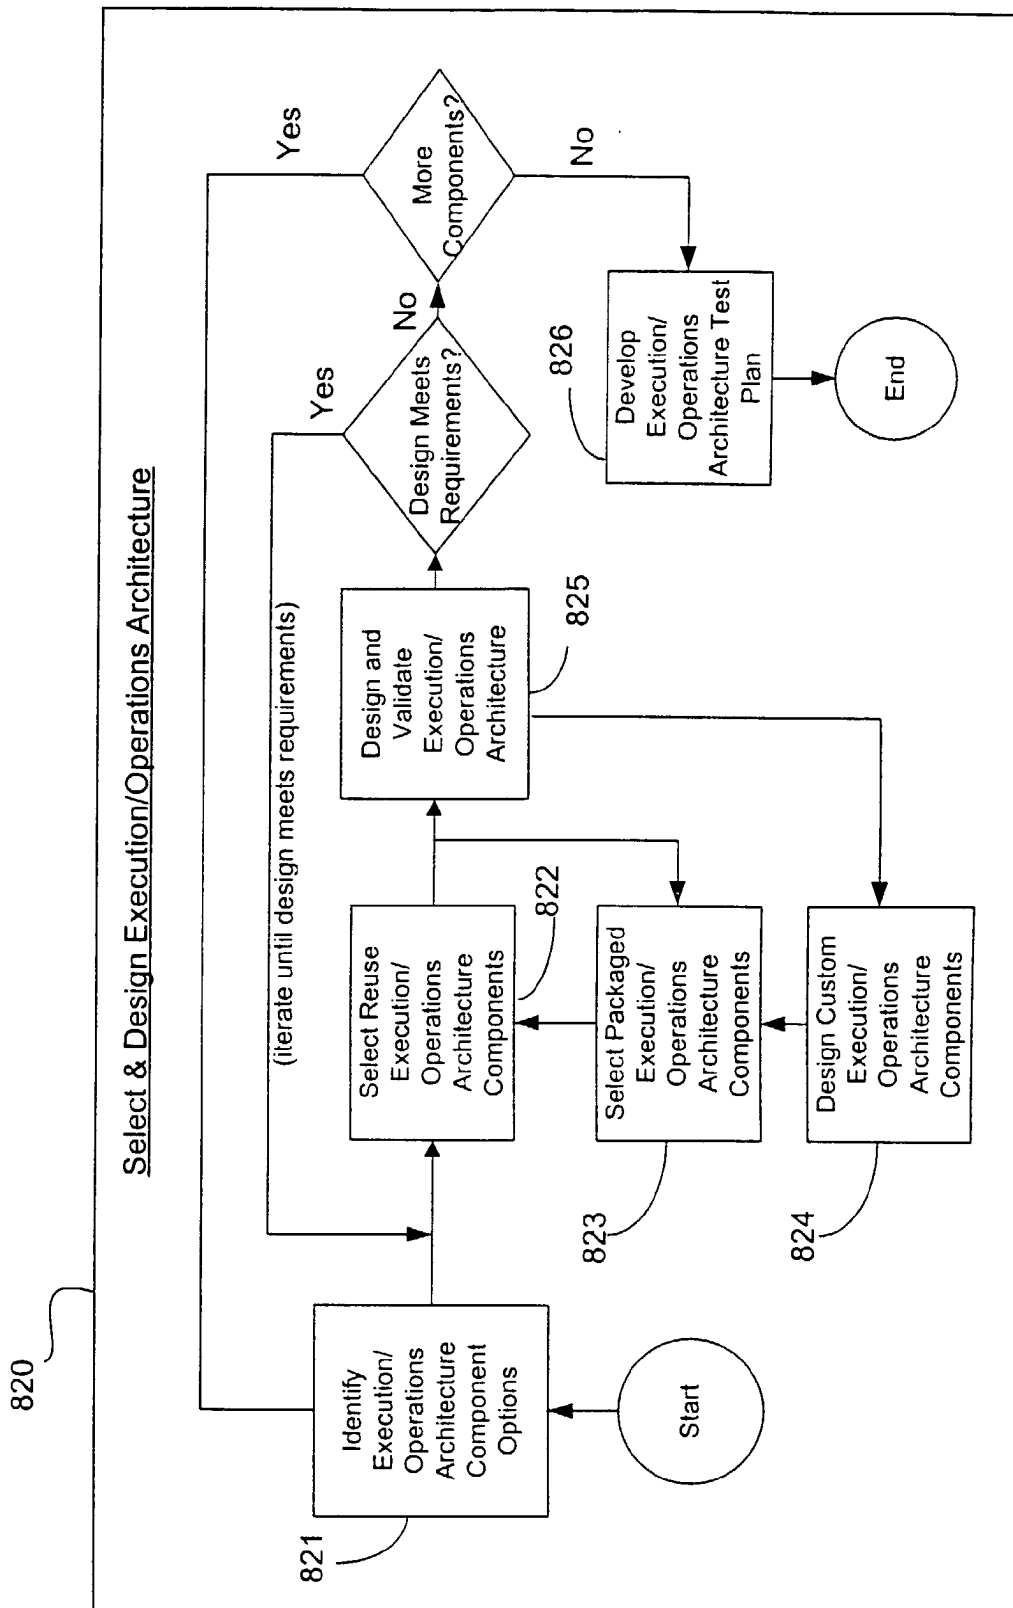 820
Select & Design Execution/Operations Architecture
Yes
(iterate until design meets requirements)
Yes
821
Identify
Execution/
Operations
Architecture
Component
Options
Start
Select Reuse
Execution/
Operations
Architecture
Components
822
823
Select Packaged
Execution/
Operations
Architecture
Components
824
Design Custom
Execution/
Operations
Architecture
Components
Design and
Validate
Execution/
Operations
Architecture
825
Design Meets
Requirements?
No
More
Components?
No
826
Develop
Execution/
Operations
Architecture Test
Plan
End